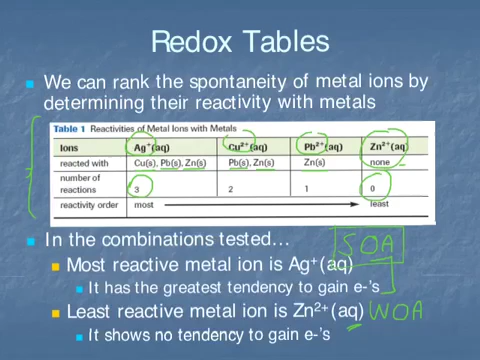 Redox Tables
We can rank the spontaneity of metal ions by
determining their reactivity with metals
Table 1 Reactivities of Metal Ions with Metals
Ions Ag⁺(aq) Cu²⁺(aq) Pb²⁺(aq) Zn²⁺(aq)
reacted with Cu(s), Pb(s), Zn(s) Pb(s), Zn(s) Zn(s) none
number of
reactions 3 2 1 0
reactivity order most least
In the combinations tested… SOA
Most reactive metal ion is Ag⁺(aq)
It has the greatest tendency to gain e-'s
Least reactive metal ion is Zn²⁺(aq) WOA
It shows no tendency to gain e-'s